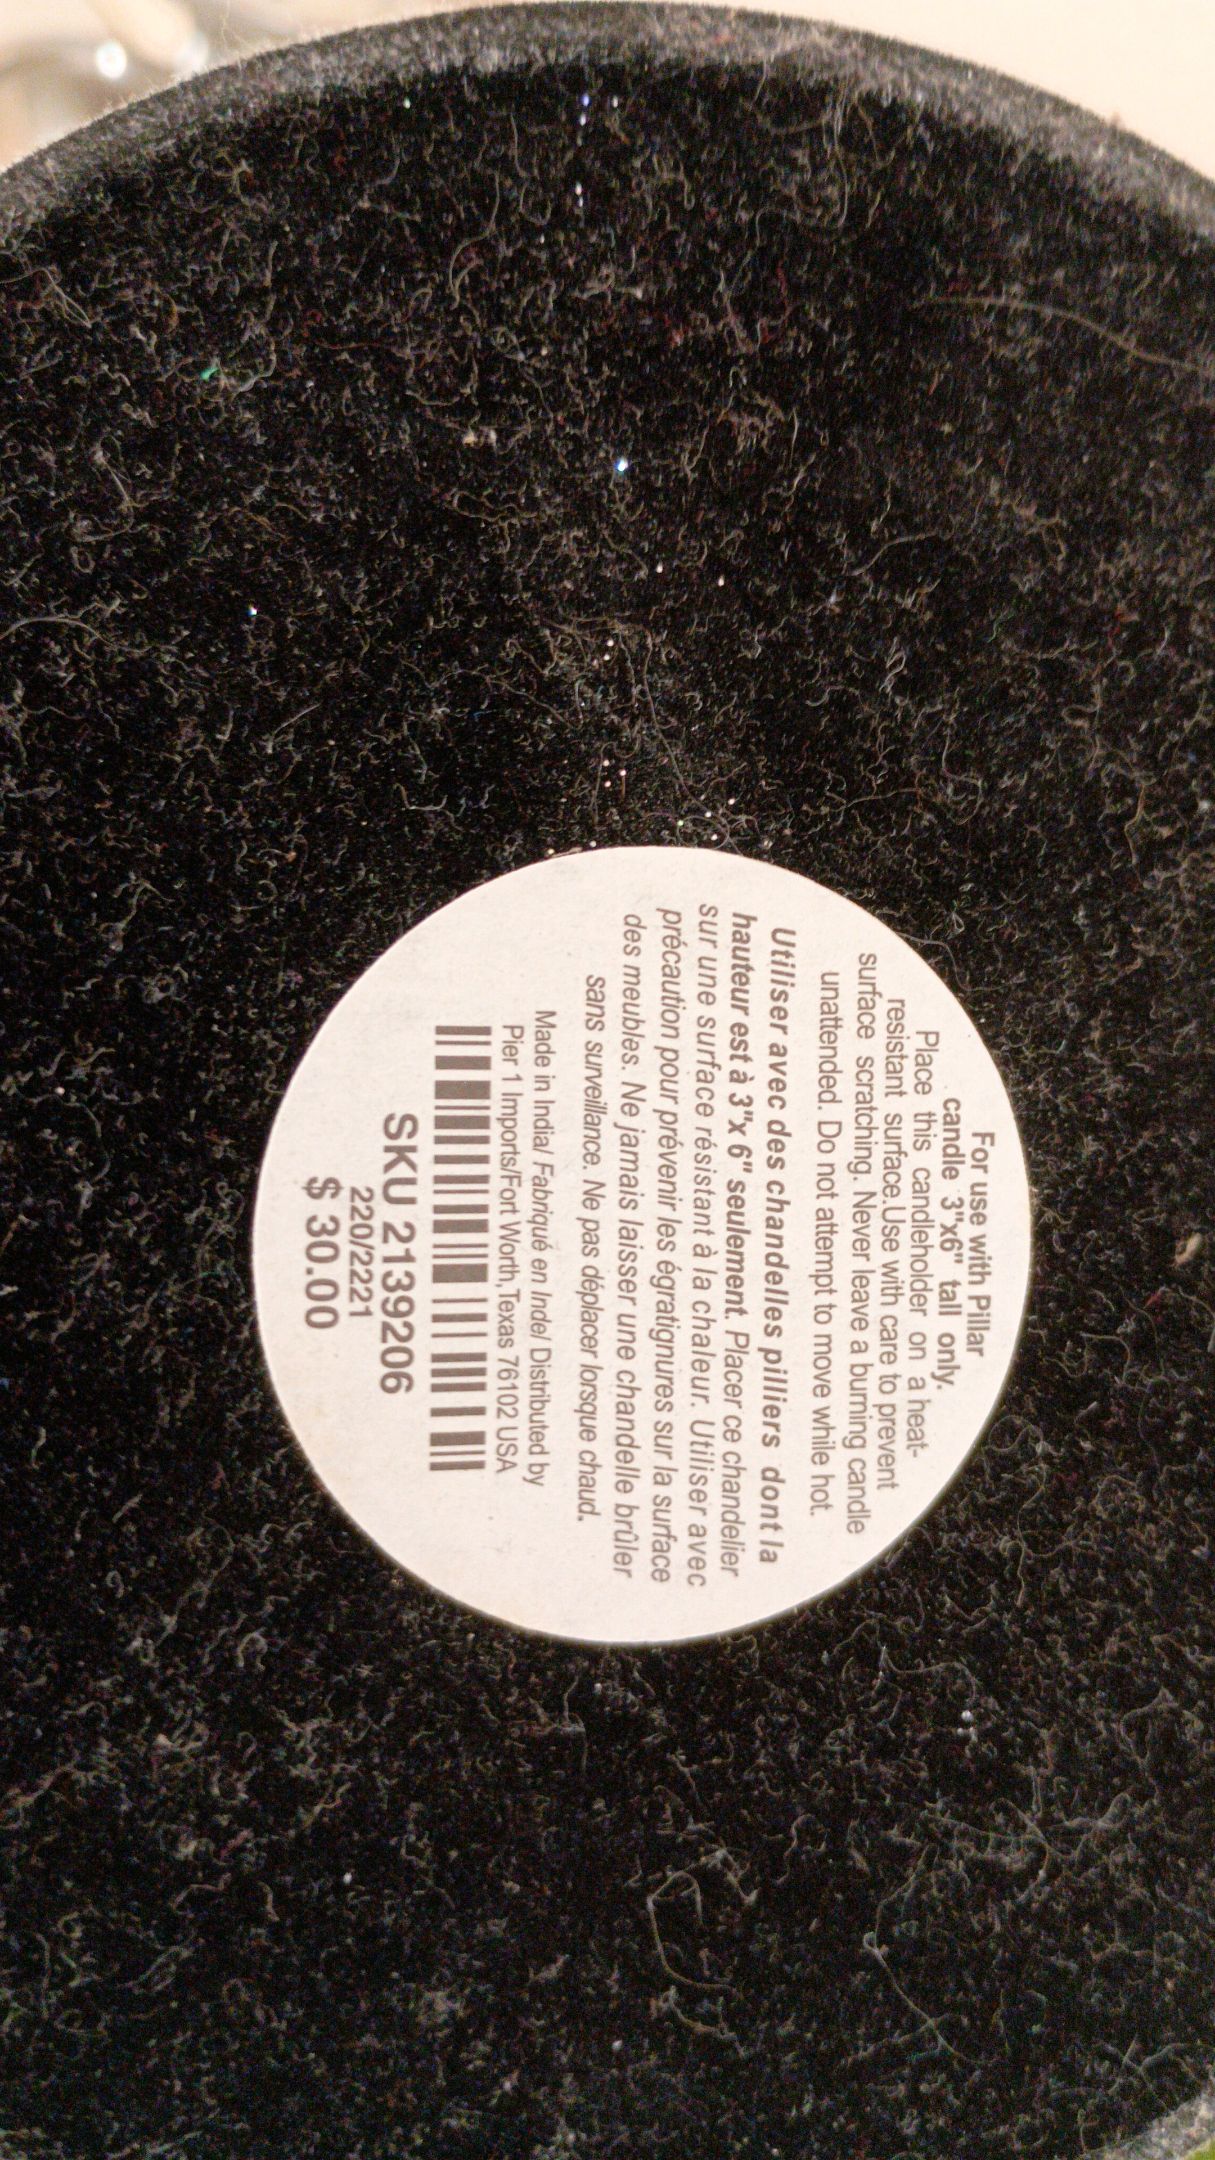 For use with Pillar
candle 3"x6" tall only.
Place this candleholder on a heat-
resistant surface.Use with care to prevent
surface scratching. Never leave a burning candle
unattended. Do not attempt to move while hot.
Utiliser avec des chandelles piliers dont la
hauteur est à 3"x 6" seulement. Placer ce chandelier
sur une surface résistant à la chaleur. Utiliser avec
précaution pour prévenir les égratignures sur la surface
des meubles. Ne jamais laisser une chandelle brûler
sans surveillance. Ne pas déplacer lorsque chaud.
Made in India/ Fabriqué en Inde/ Distributed by
Pier 1 Imports/Fort Worth, Texas 76102 USA
SKU 2139206
220/2221
$ 30.00